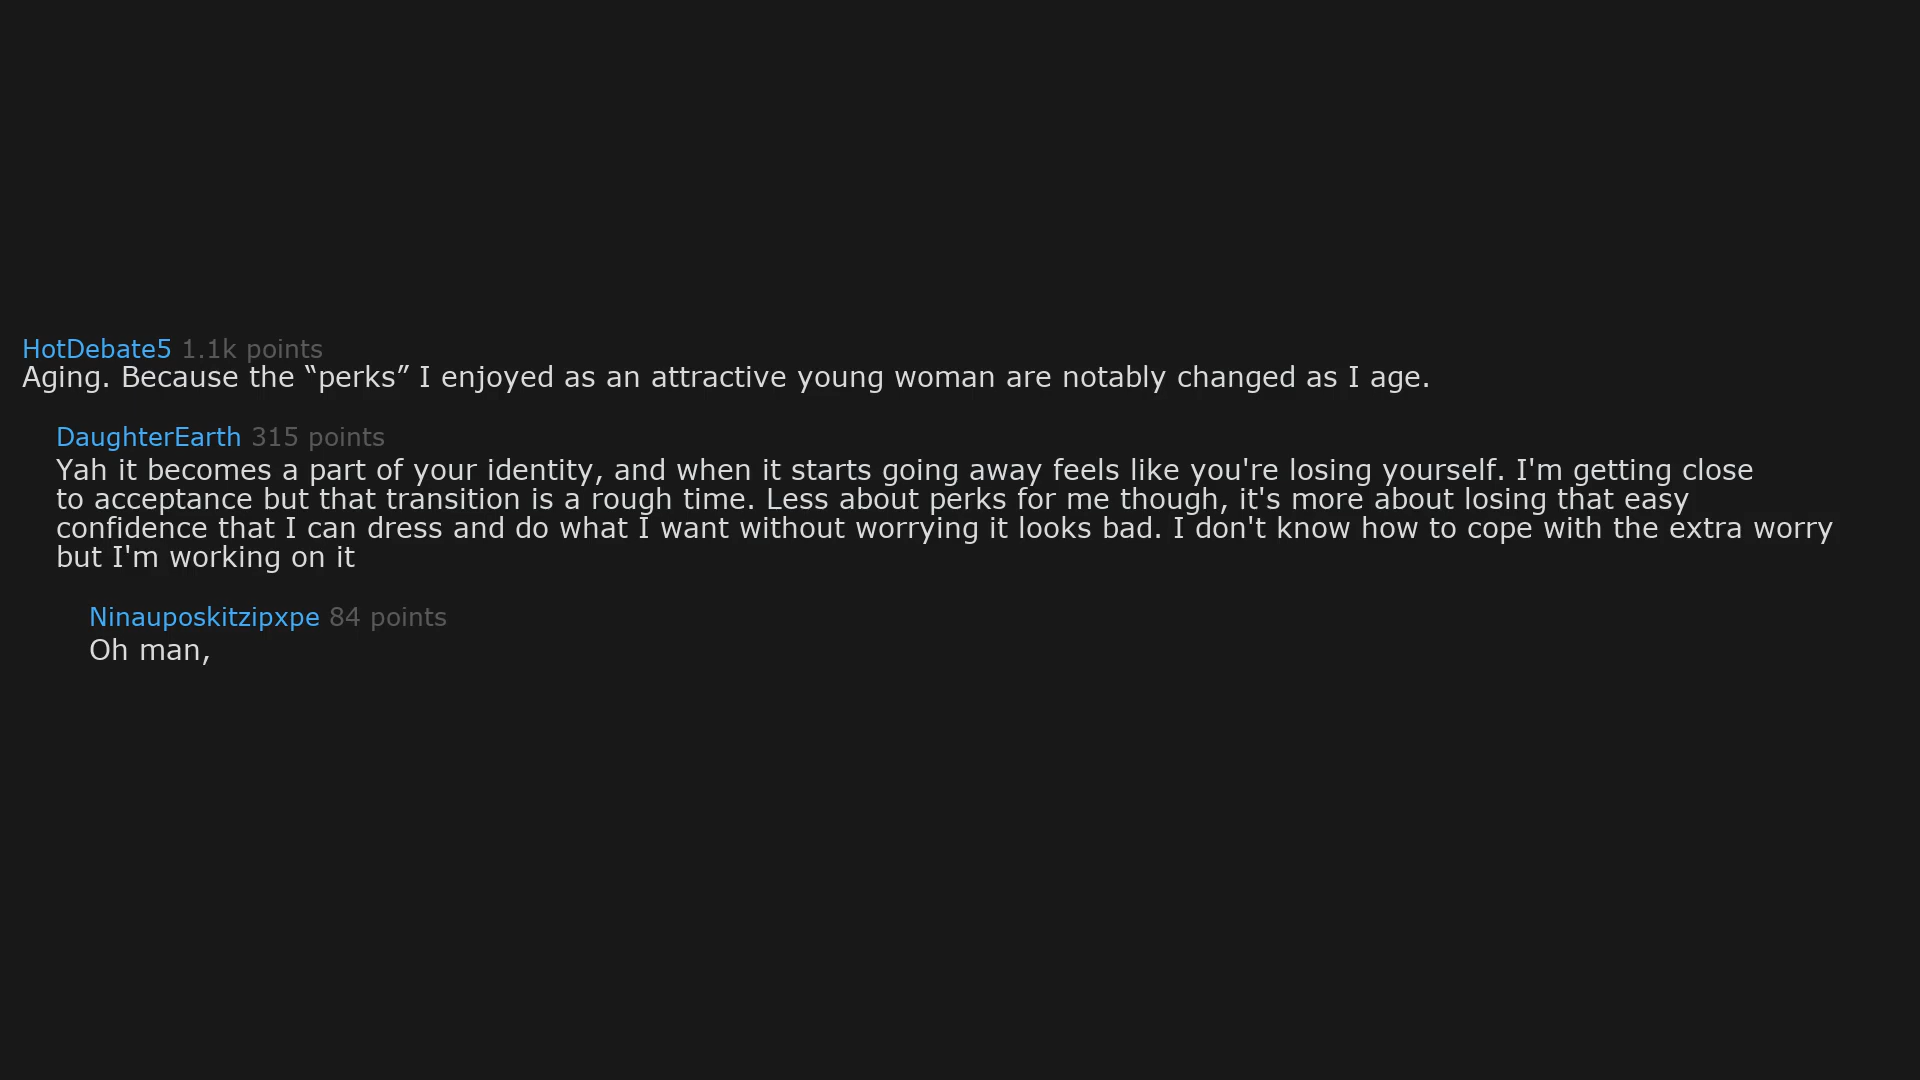 HotDebate5 1.1k points
Aging. Because the “perks” I enjoyed as an attractive young woman are notably changed as I age.
DaughterEarth 315 points
Yah it becomes a part of your identity, and when it starts going away feels like you're losing yourself. I'm getting close
to acceptance but that transition is a rough time. Less about perks for me though, it's more about losing that easy
confidence that I can dress and do what I want without worrying it looks bad. I don't know how to cope with the extra worry
but I'm working on it
Ninauposkitzipxpe 84 points
Oh man,